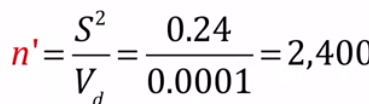 n' = S²/V_d = 0.24/0.0001 = 2,400